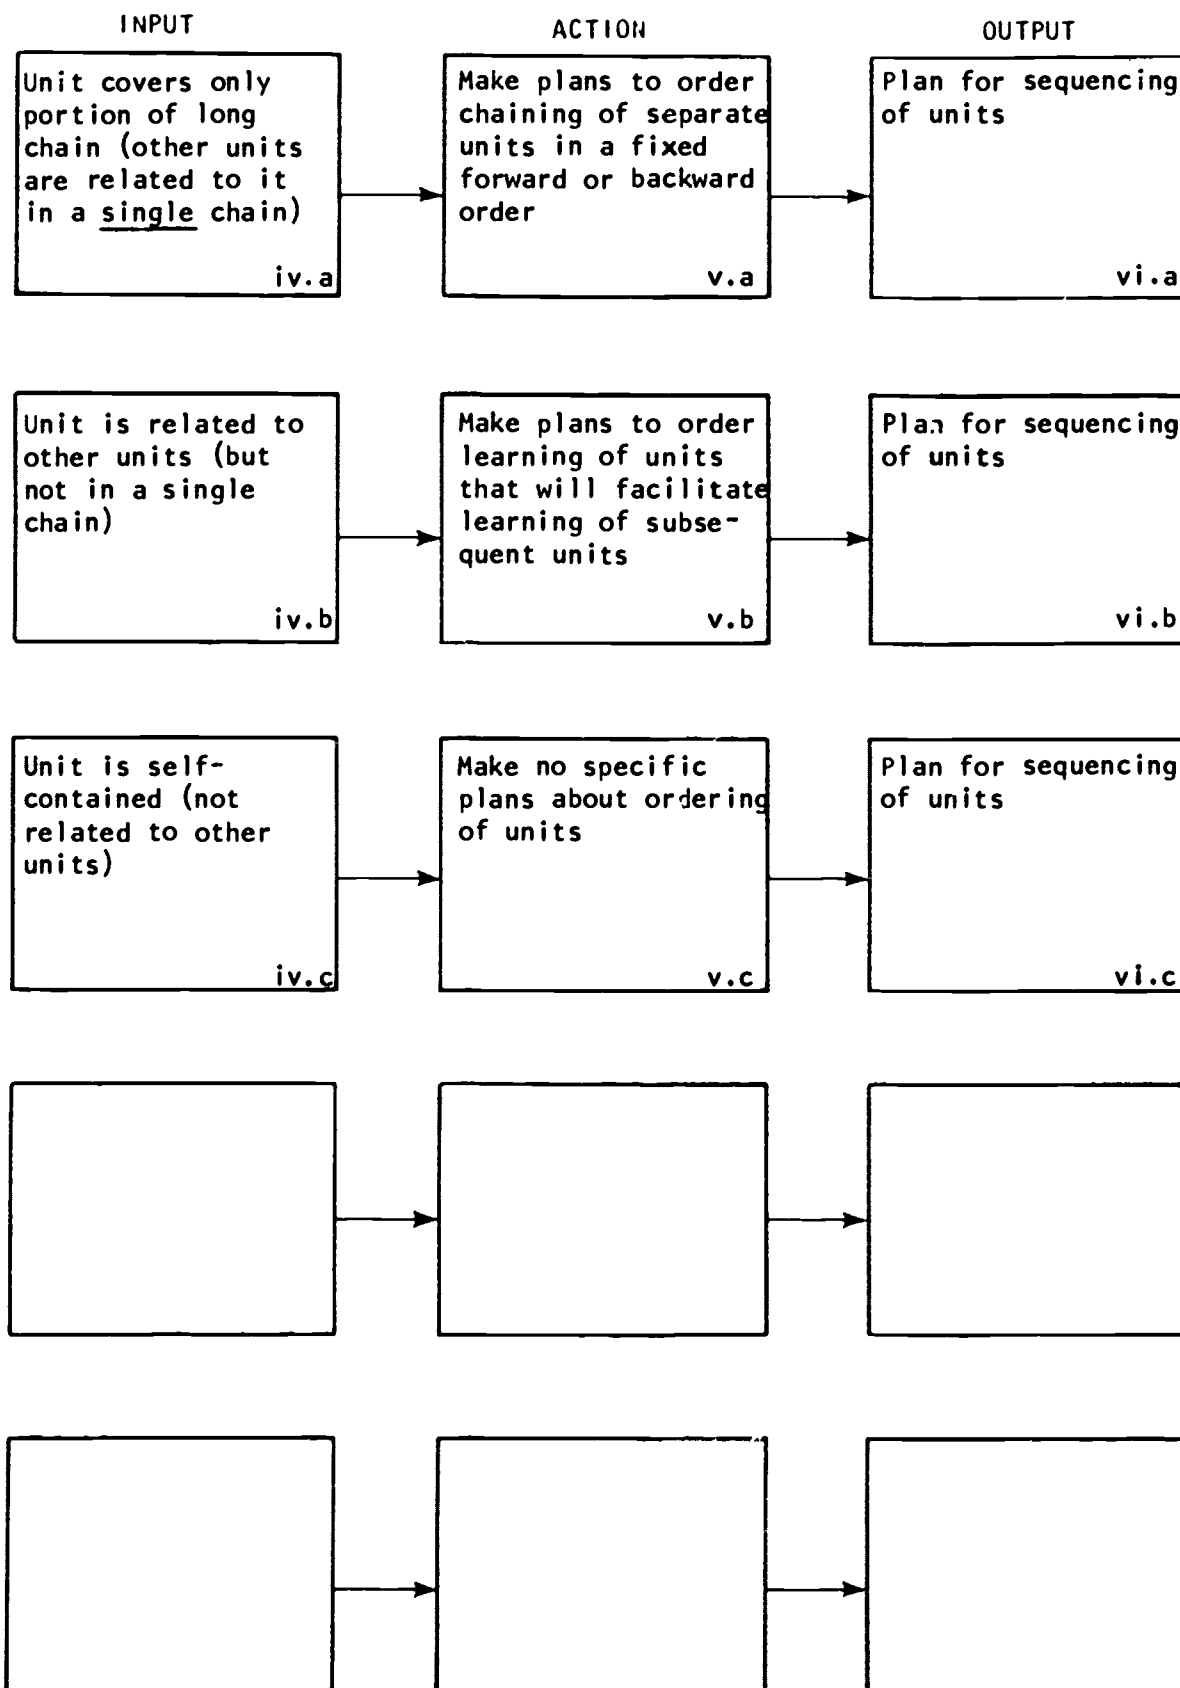 INPUT
ACTION
OUTPUT
Unit covers only
portion of long
chain (other units
are related to it
in a single chain)
iv.a
Make plans to order
chaining of separate
units in a fixed
forward or backward
order
v.a
Plan for sequencing
of units
vi.a
Unit is related to
other units (but
not in a single
chain)
iv.b
Make plans to order
learning of units
that will facilitate
learning of subse-
quent units
v.b
Plan for sequencing
of units
vi.b
Unit is self-
contained (not
related to other
units)
iv.c
Make no specific
plans about ordering
of units
v.c
Plan for sequencing
of units
vi.c